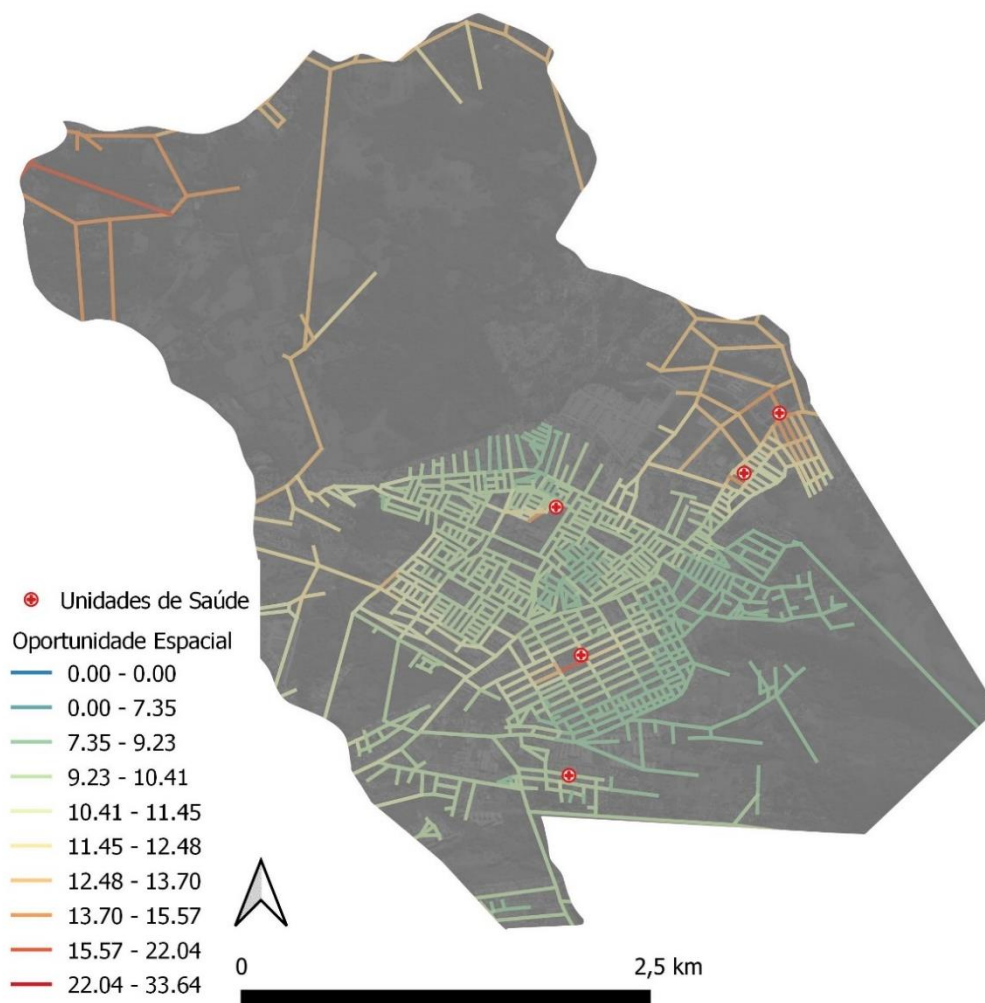 Unidades de Saúde
Oportunidade Espacial
0.00 - 0.00
0.00 - 7.35
7.35 - 9.23
9.23 - 10.41
10.41 - 11.45
11.45 - 12.48
12.48 - 13.70
13.70 - 15.57
15.57 - 22.04
22.04 - 33.64
0 2,5 km